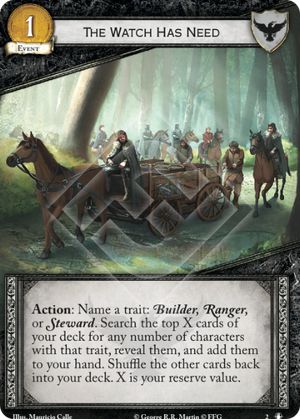 1
THE WATCH HAS NEED
EVENT
Action: Name a trait: Builder, Ranger,
or Steward. Search the top X cards of
your deck for any number of characters
with that trait, reveal them, and add them
to your hand. Shuffle the other cards back
into your deck. X is your reserve value.
Illus. Mauricio Calle © George R.R. Martin © FFG 2